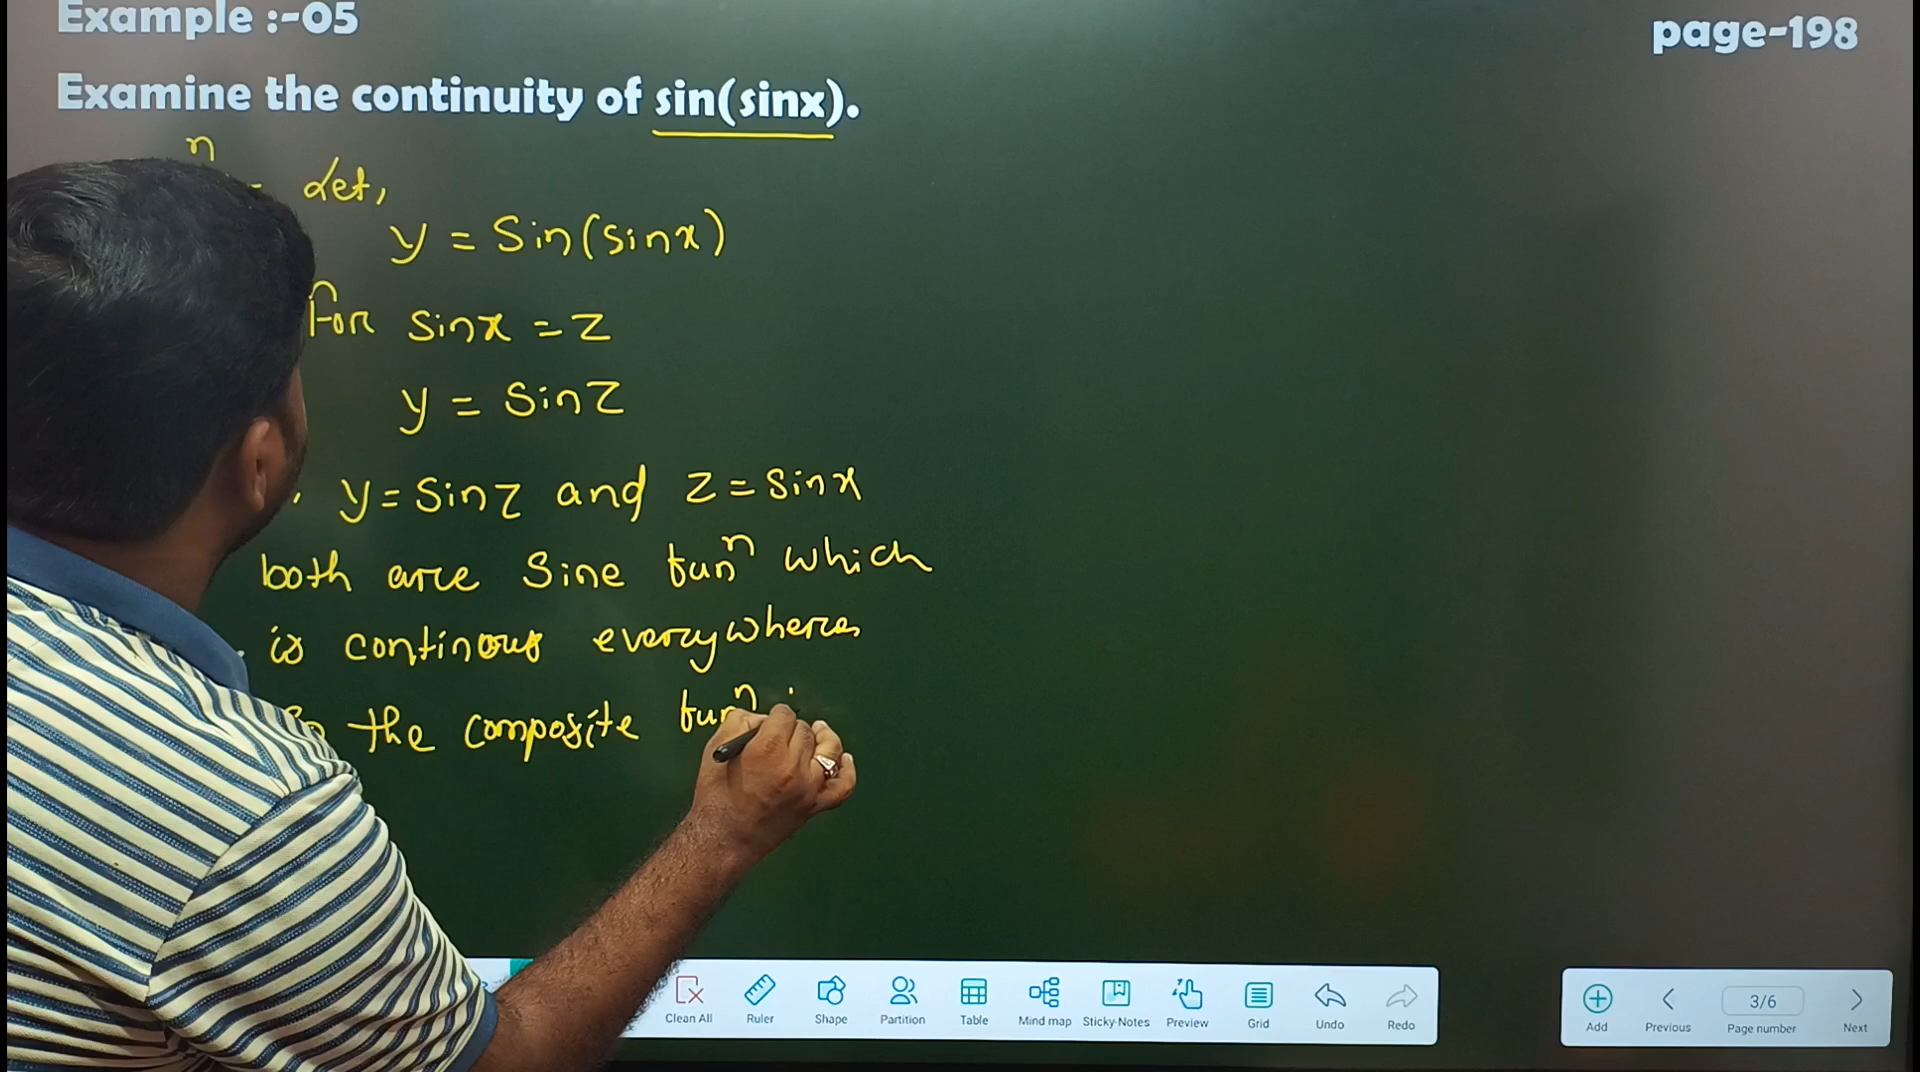 Example :-05
page-198
Examine the continuity of sin(sinx).
n
Let,
y = Sin(sinx)
For sinx = z
y = Sinz
y = Sinz and z = sinx
both are Sine funⁿ which
is continous everywhere
the composite funⁿ
Clean All
Ruler
Shape
Partition
Table
Mind map
Sticky Notes
Preview
Grid
Undo
Redo
Add
Previous
3/6
Page number
Next